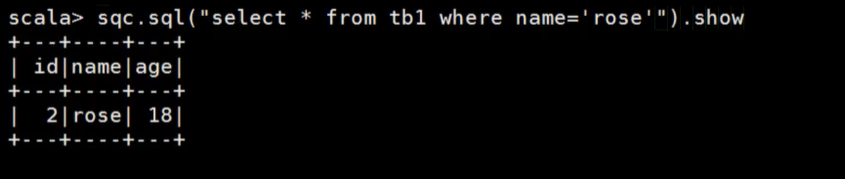 scala> sqc.sql("select * from tb1 where name='rose'").show
+---+----+---+
| id|name|age|
+---+----+---+
|  2|rose| 18|
+---+----+---+